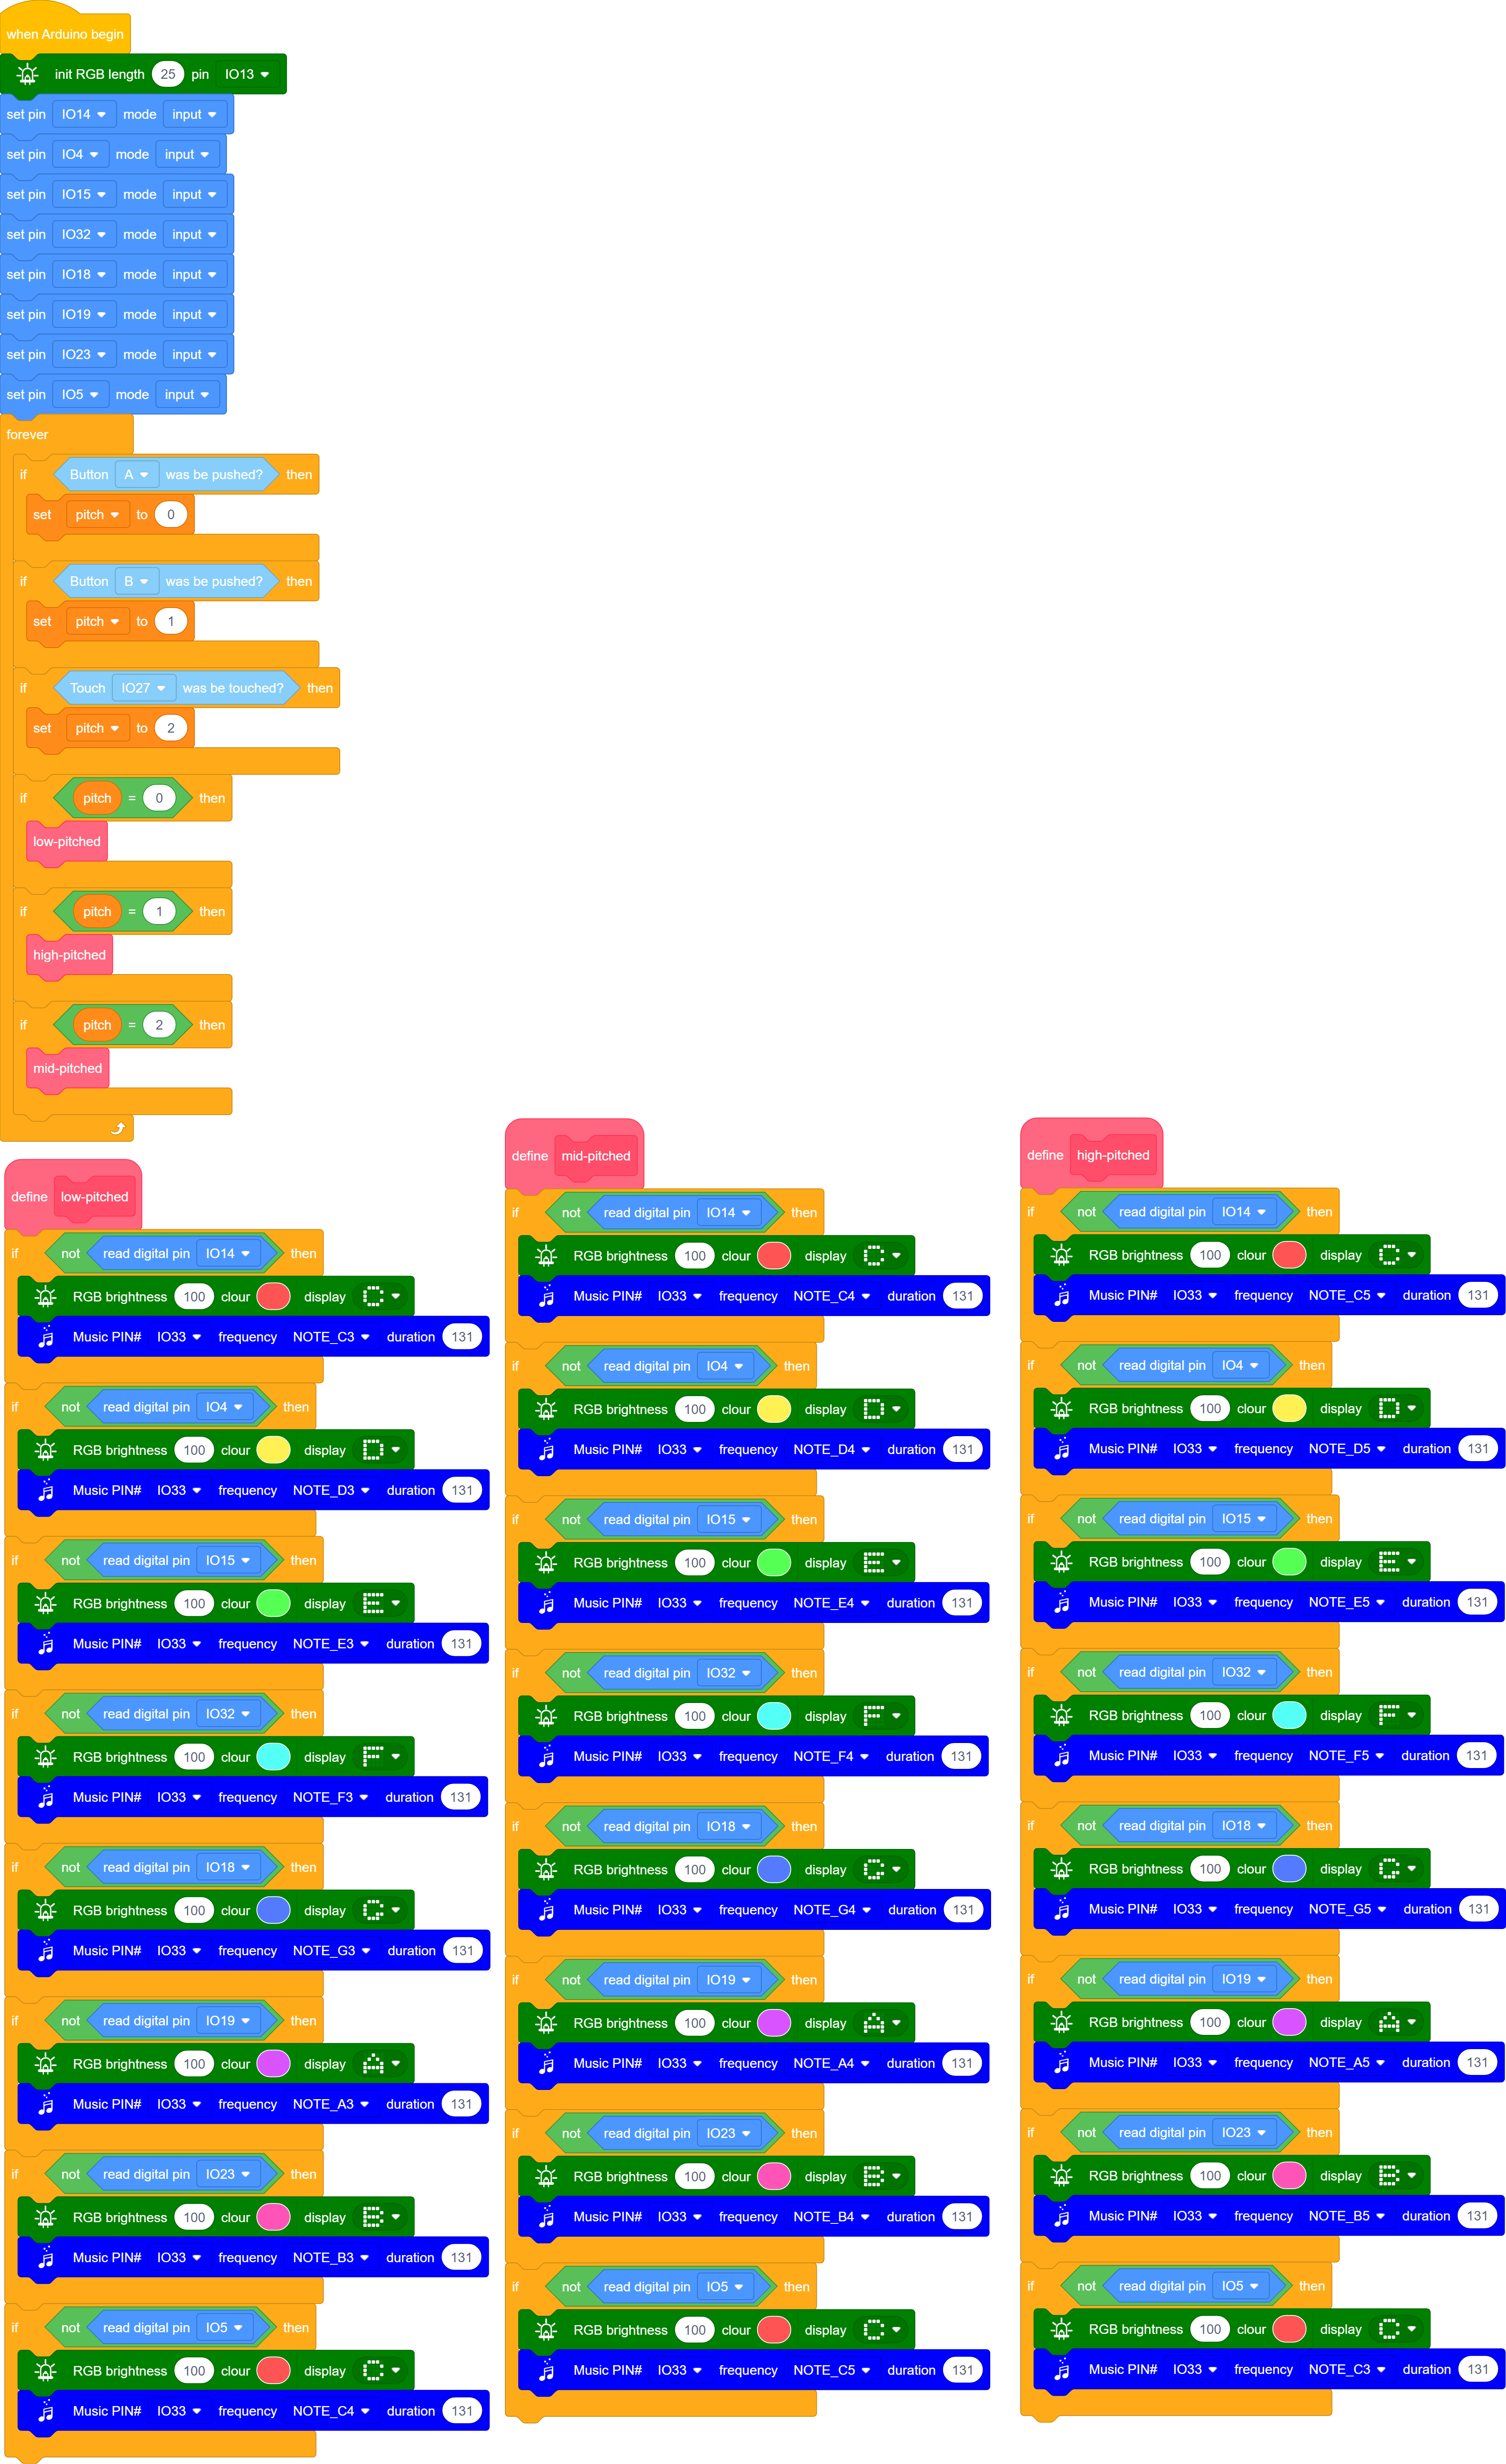 when Arduino begin
init RGB length 25 pin IO13
set pin IO14 mode input
set pin IO4 mode input
set pin IO15 mode input
set pin IO32 mode input
set pin IO18 mode input
set pin IO19 mode input
set pin IO23 mode input
set pin IO5 mode input
forever
if Button A was be pushed? then
set pitch to 0
if Button B was be pushed? then
set pitch to 1
if Touch IO27 was be touched? then
set pitch to 2
if pitch = 0 then
low-pitched
if pitch = 1 then
high-pitched
if pitch = 2 then
mid-pitched
define low-pitched
if not read digital pin IO14 then
RGB brightness 100 clour display C
Music PIN# IO33 frequency NOTE_C3 duration 131
if not read digital pin IO4 then
RGB brightness 100 clour display D
Music PIN# IO33 frequency NOTE_D3 duration 131
if not read digital pin IO15 then
RGB brightness 100 clour display E
Music PIN# IO33 frequency NOTE_E3 duration 131
if not read digital pin IO32 then
RGB brightness 100 clour display F
Music PIN# IO33 frequency NOTE_F3 duration 131
if not read digital pin IO18 then
RGB brightness 100 clour display G
Music PIN# IO33 frequency NOTE_G3 duration 131
if not read digital pin IO19 then
RGB brightness 100 clour display A
Music PIN# IO33 frequency NOTE_A3 duration 131
if not read digital pin IO23 then
RGB brightness 100 clour display B
Music PIN# IO33 frequency NOTE_B3 duration 131
if not read digital pin IO5 then
RGB brightness 100 clour display C
Music PIN# IO33 frequency NOTE_C4 duration 131
define mid-pitched
if not read digital pin IO14 then
RGB brightness 100 clour display C
Music PIN# IO33 frequency NOTE_C4 duration 131
if not read digital pin IO4 then
RGB brightness 100 clour display D
Music PIN# IO33 frequency NOTE_D4 duration 131
if not read digital pin IO15 then
RGB brightness 100 clour display E
Music PIN# IO33 frequency NOTE_E4 duration 131
if not read digital pin IO32 then
RGB brightness 100 clour display F
Music PIN# IO33 frequency NOTE_F4 duration 131
if not read digital pin IO18 then
RGB brightness 100 clour display G
Music PIN# IO33 frequency NOTE_G4 duration 131
if not read digital pin IO19 then
RGB brightness 100 clour display A
Music PIN# IO33 frequency NOTE_A4 duration 131
if not read digital pin IO23 then
RGB brightness 100 clour display B
Music PIN# IO33 frequency NOTE_B4 duration 131
if not read digital pin IO5 then
RGB brightness 100 clour display C
Music PIN# IO33 frequency NOTE_C5 duration 131
define high-pitched
if not read digital pin IO14 then
RGB brightness 100 clour display C
Music PIN# IO33 frequency NOTE_C5 duration 131
if not read digital pin IO4 then
RGB brightness 100 clour display D
Music PIN# IO33 frequency NOTE_D5 duration 131
if not read digital pin IO15 then
RGB brightness 100 clour display E
Music PIN# IO33 frequency NOTE_E5 duration 131
if not read digital pin IO32 then
RGB brightness 100 clour display F
Music PIN# IO33 frequency NOTE_F5 duration 131
if not read digital pin IO18 then
RGB brightness 100 clour display G
Music PIN# IO33 frequency NOTE_G5 duration 131
if not read digital pin IO19 then
RGB brightness 100 clour display A
Music PIN# IO33 frequency NOTE_A5 duration 131
if not read digital pin IO23 then
RGB brightness 100 clour display B
Music PIN# IO33 frequency NOTE_B5 duration 131
if not read digital pin IO5 then
RGB brightness 100 clour display C
Music PIN# IO33 frequency NOTE_C3 duration 131